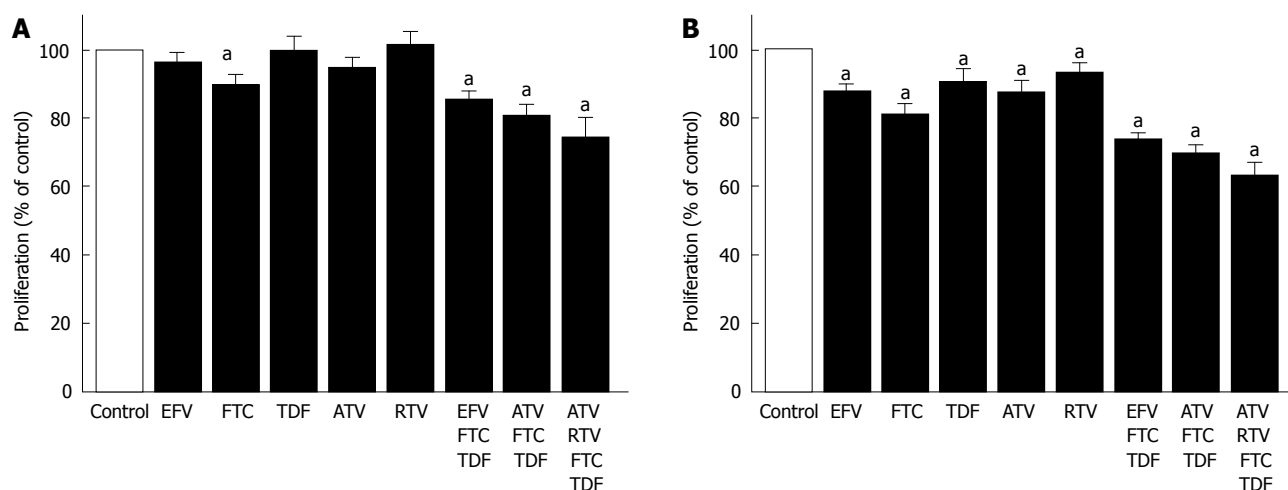 A
Proliferation (% of control)
100
80
60
40
20
0
a
a
a
a
Control EFV FTC TDF ATV RTV EFV ATV ATV
FTC FTC RTV
TDF TDF FTC
TDF
B
Proliferation (% of control)
100
80
60
40
20
0
a
a
a
a
a
a
a
a
Control EFV FTC TDF ATV RTV EFV ATV ATV
FTC FTC RTV
TDF TDF FTC
TDF